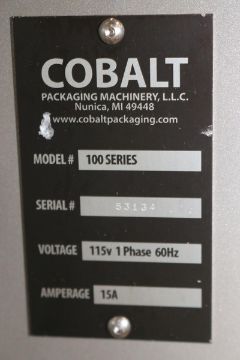 COBALT
PACKAGING MACHINERY, L.L.C.
Nunica, MI 49448
www.cobaltpackaging.com
MODEL # 100 SERIES
SERIAL # 53134
VOLTAGE 115v 1 Phase 60Hz
AMPERAGE 15A